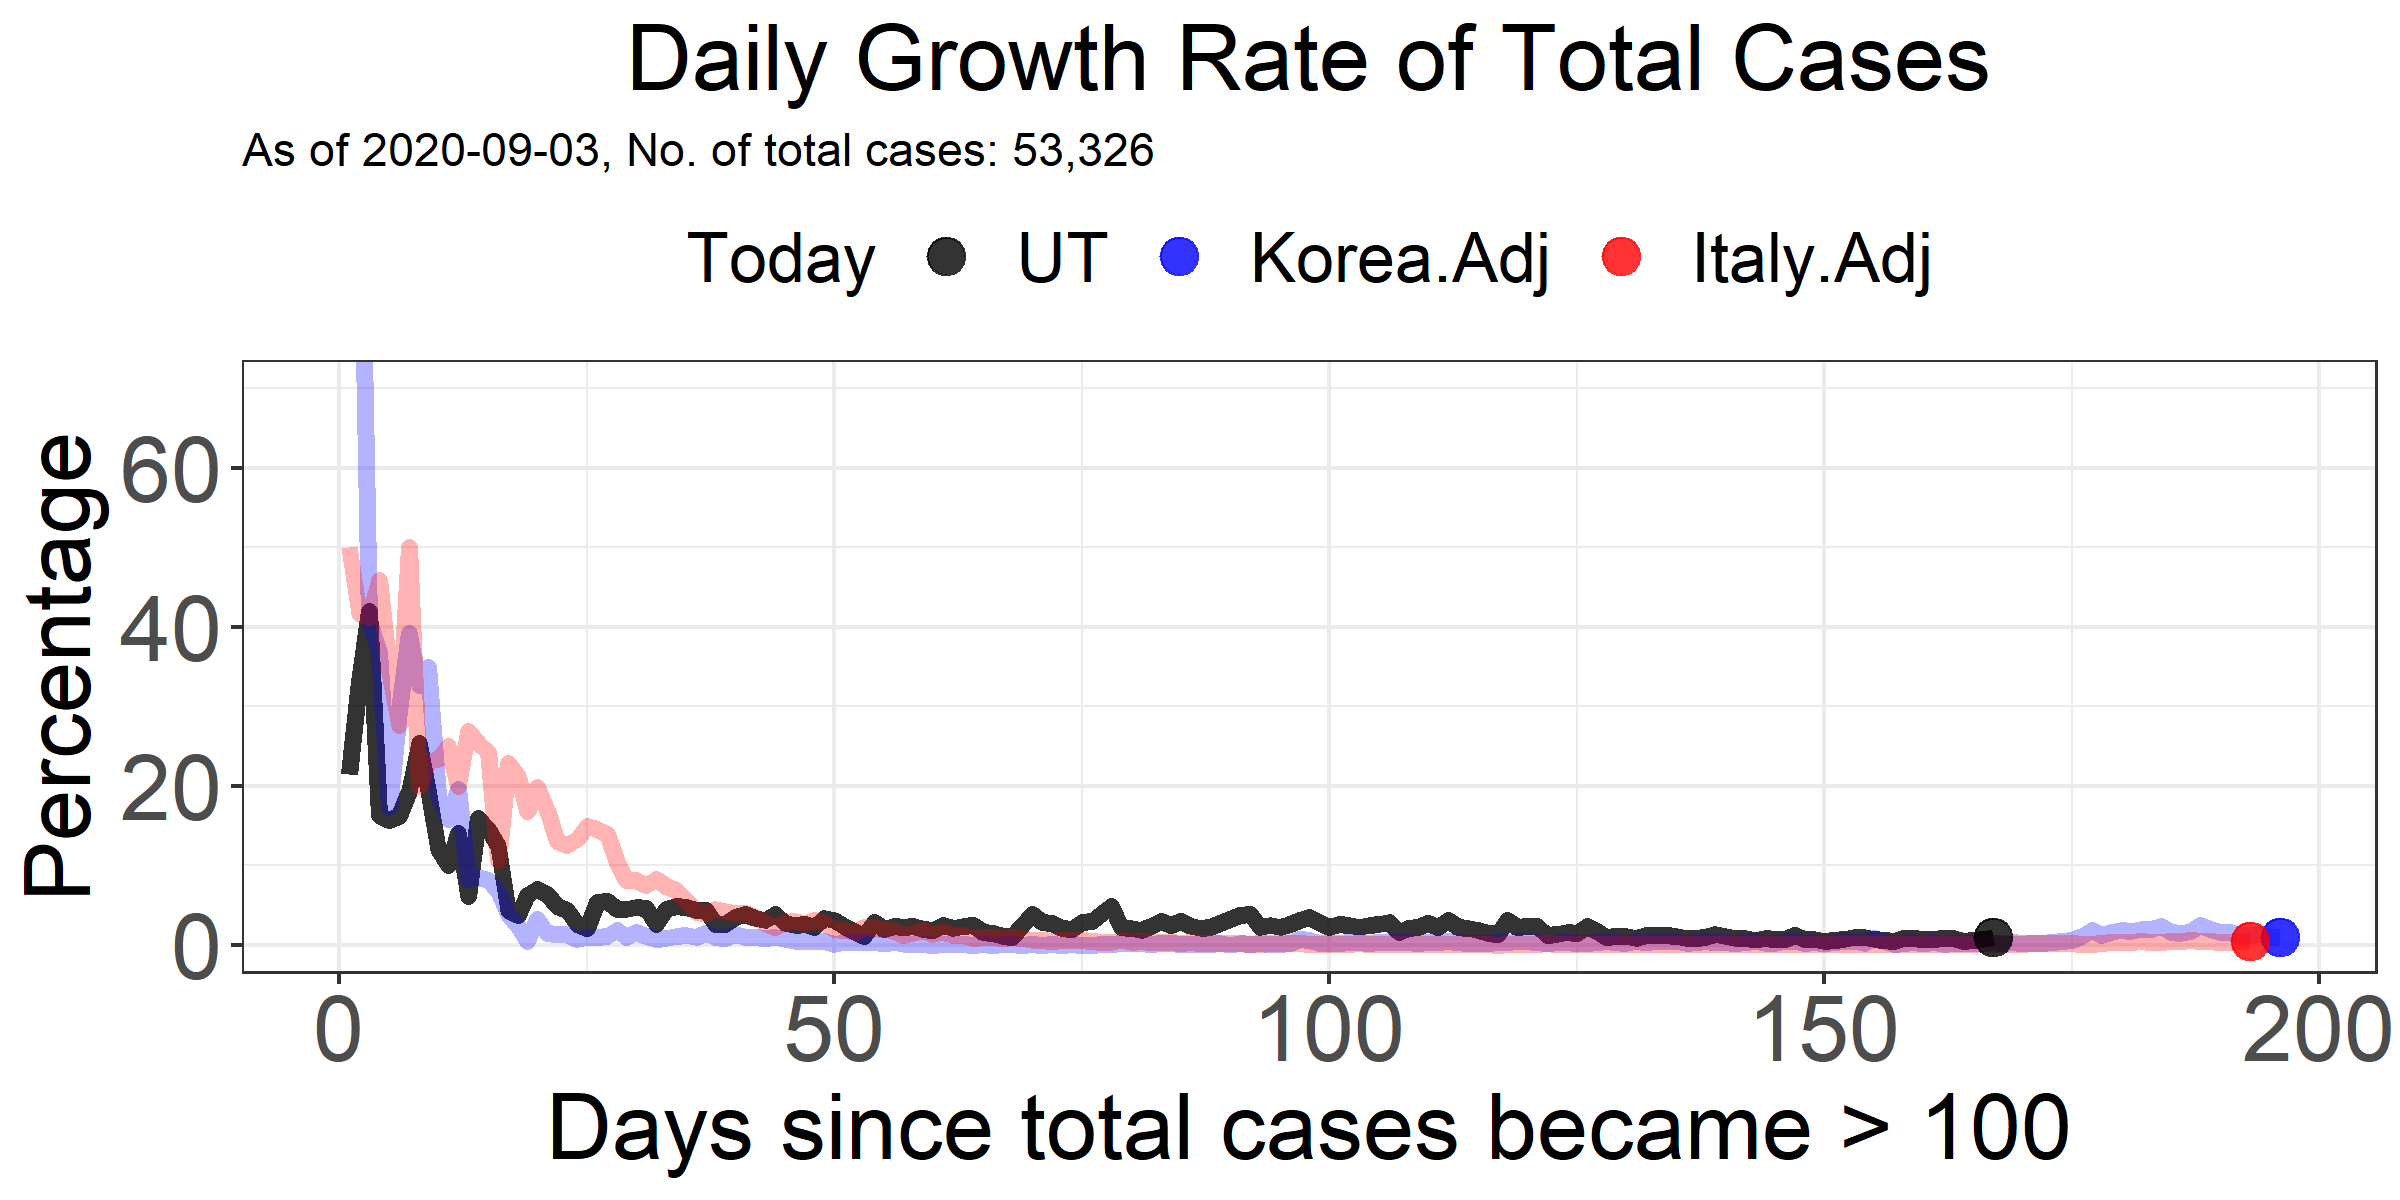 Daily Growth Rate of Total Cases
As of 2020-09-03, No. of total cases: 53,326
Today UT Korea.Adj Italy.Adj
Percentage
60
40
20
0
0 50 100 150 200
Days since total cases became > 100